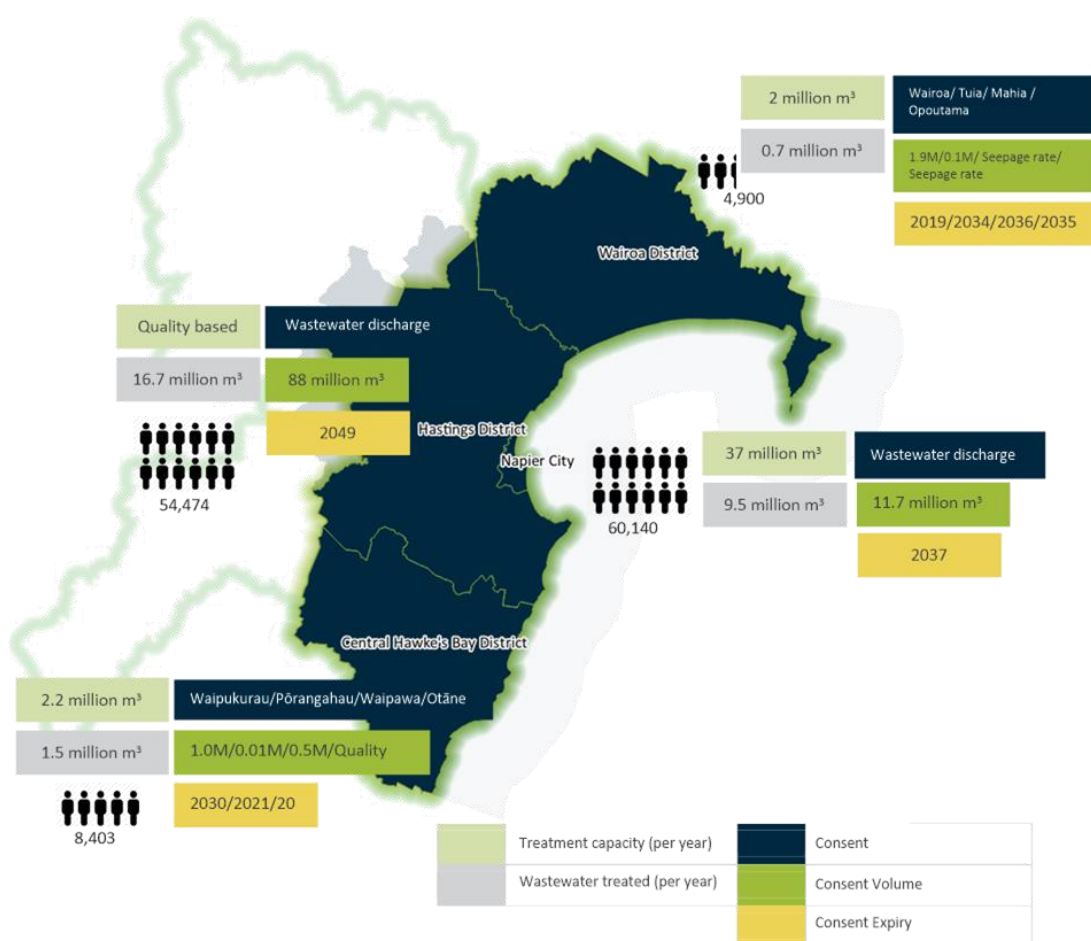 2 million m³
Wairoa/ Tuia/ Mahia /
Opoutama
0.7 million m³
1.9M/0.1M/ Seepage rate/
Seepage rate
4,900
2019/2034/2036/2035
Wairoa District
Quality based
Wastewater discharge
16.7 million m³
88 million m³
2049
54,474
Hastings District
Napier City
37 million m³
Wastewater discharge
9.5 million m³
11.7 million m³
60,140
2037
Central Hawke's Bay District
2.2 million m³
Waipukurau/Pōrangahau/Waipawa/Otāne
1.5 million m³
1.0M/0.01M/0.5M/Quality
2030/2021/20
8,403
Treatment capacity (per year)
Consent
Wastewater treated (per year)
Consent Volume
Consent Expiry